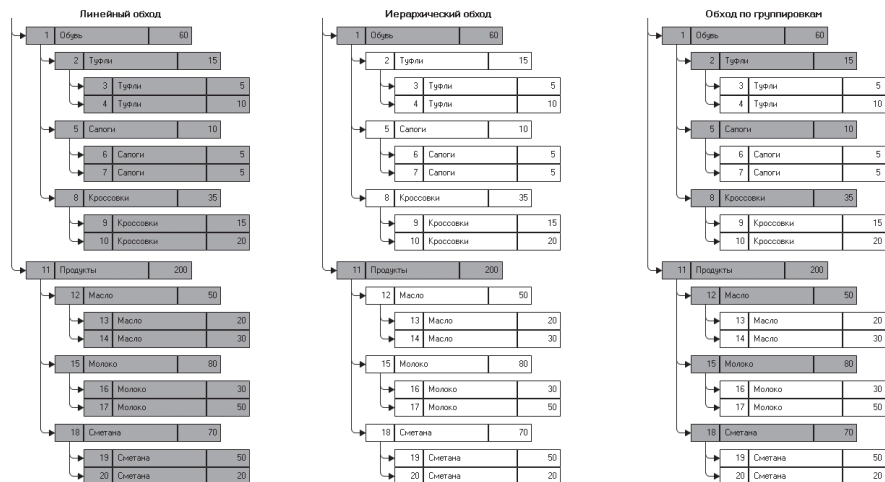 Линейный обход
1 Обувь 60
2 Туфли 15
3 Туфли 5
4 Туфли 10
5 Сапоги 10
6 Сапоги 5
7 Сапоги 5
8 Кроссовки 35
9 Кроссовки 15
10 Кроссовки 20
11 Продукты 200
12 Масло 50
13 Масло 20
14 Масло 30
15 Молоко 80
16 Молоко 30
17 Молоко 50
18 Сметана 70
19 Сметана 50
20 Сметана 20
Иерархический обход
1 Обувь 60
2 Туфли 15
3 Туфли 5
4 Туфли 10
5 Сапоги 10
6 Сапоги 5
7 Сапоги 5
8 Кроссовки 35
9 Кроссовки 15
10 Кроссовки 20
11 Продукты 200
12 Масло 50
13 Масло 20
14 Масло 30
15 Молоко 80
16 Молоко 30
17 Молоко 50
18 Сметана 70
19 Сметана 50
20 Сметана 20
Обход по группировкам
1 Обувь 60
2 Туфли 15
3 Туфли 5
4 Туфли 10
5 Сапоги 10
6 Сапоги 5
7 Сапоги 5
8 Кроссовки 35
9 Кроссовки 15
10 Кроссовки 20
11 Продукты 200
12 Масло 50
13 Масло 20
14 Масло 30
15 Молоко 80
16 Молоко 30
17 Молоко 50
18 Сметана 70
19 Сметана 50
20 Сметана 20